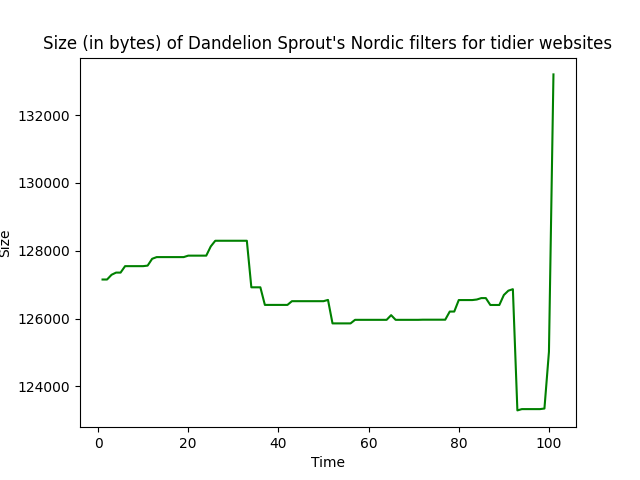 Size (in bytes) of Dandelion Sprout's Nordic filters for tidier websites
132000
130000
128000
126000
124000
Size
0 20 40 60 80 100
Time